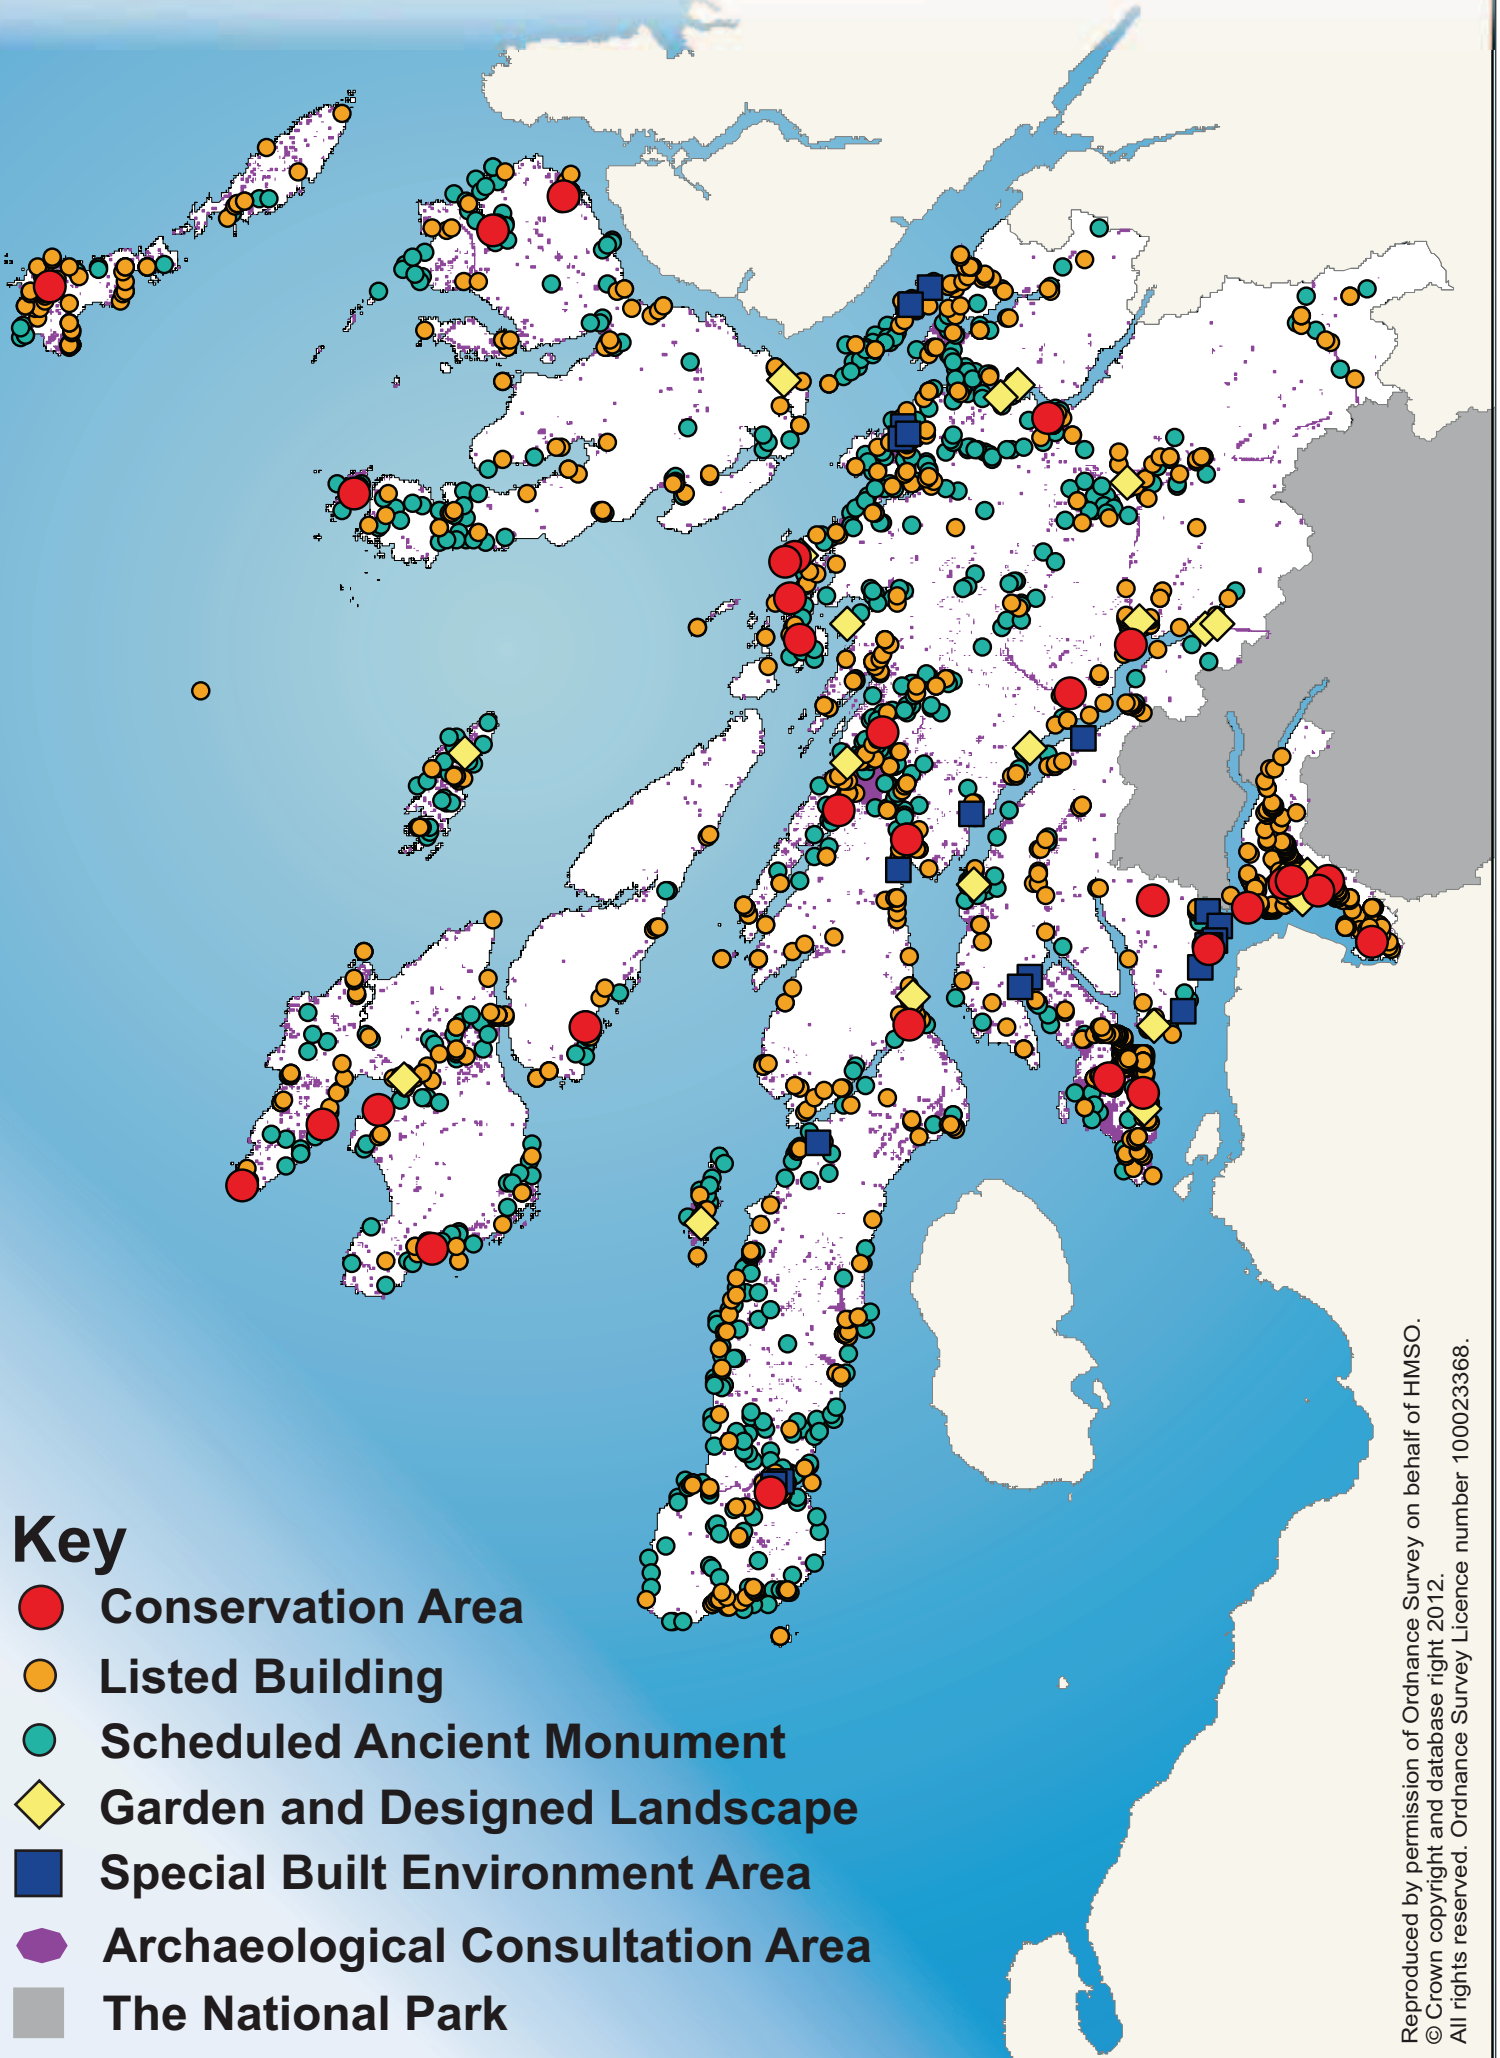 Key
Conservation Area
Listed Building
Scheduled Ancient Monument
Garden and Designed Landscape
Special Built Environment Area
Archaeological Consultation Area
The National Park
Reproduced by permission of Ordnance Survey on behalf of HMSO.
© Crown copyright and database right 2012.
All rights reserved. Ordnance Survey Licence number 100023368.